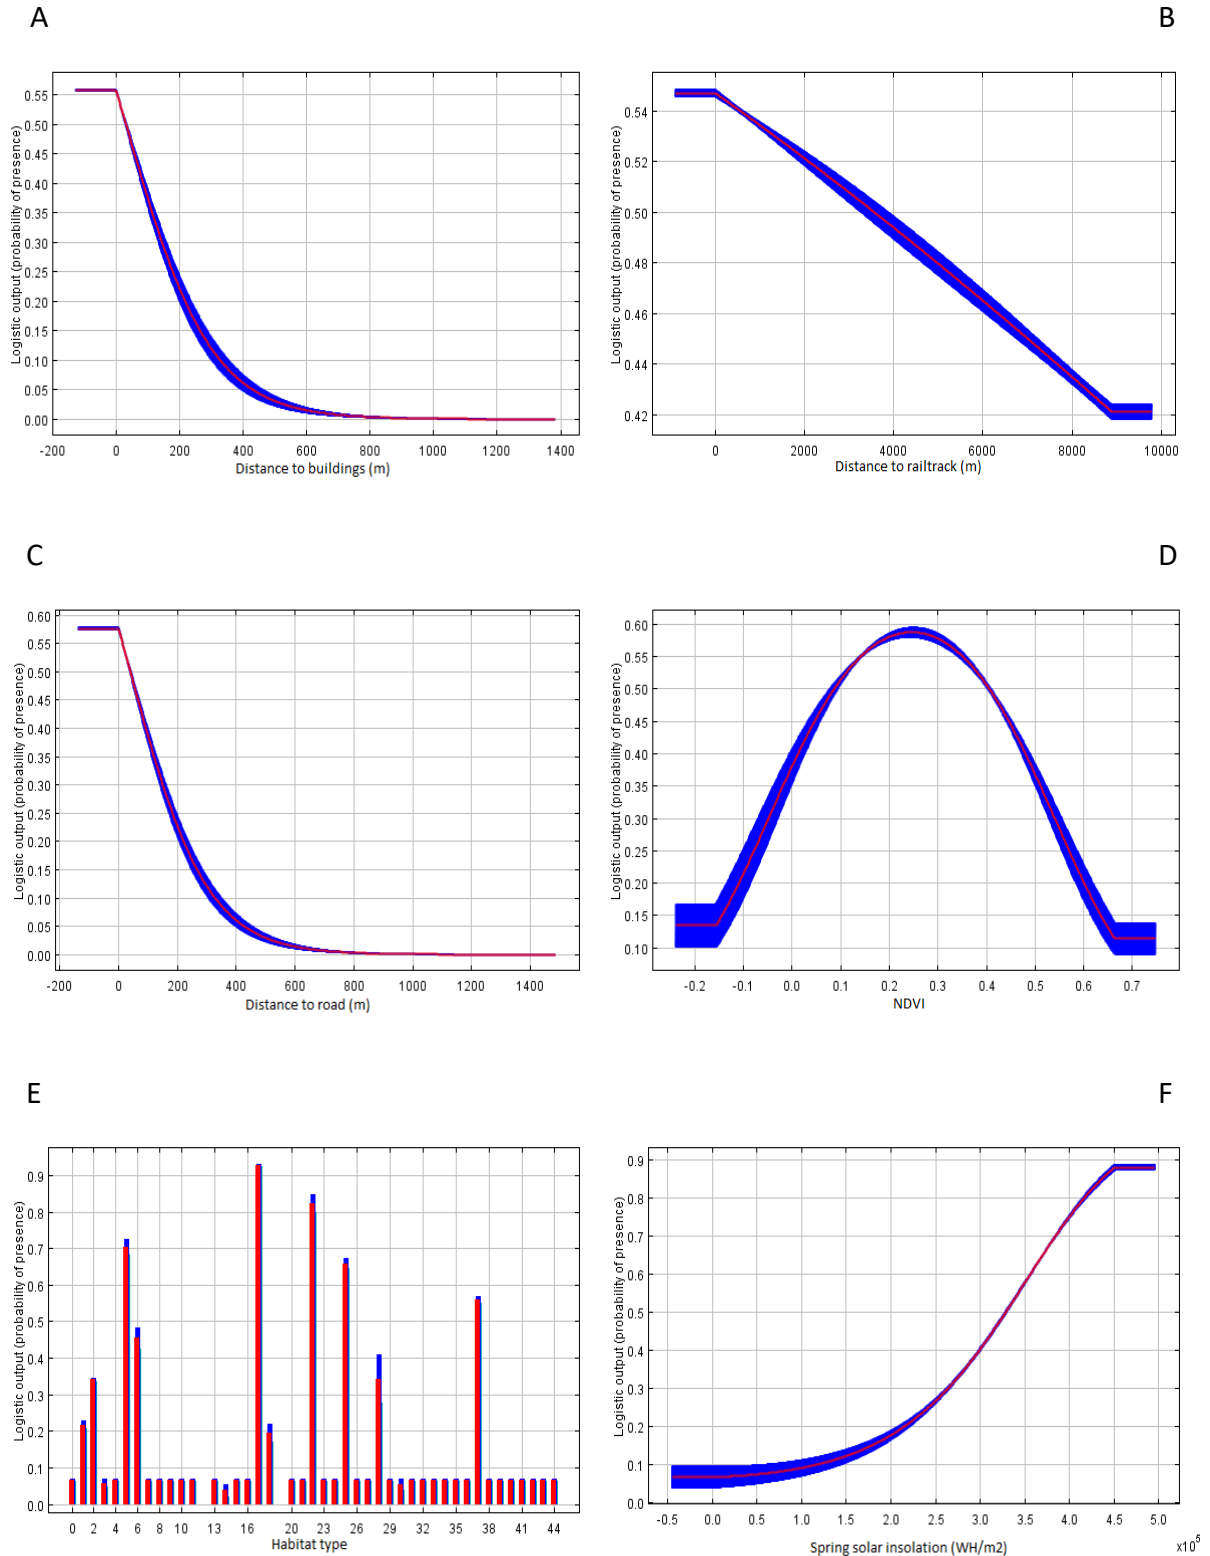 A
B
Logistic output (probability of presence)
0.55
0.50
0.45
0.40
0.35
0.30
0.25
0.20
0.15
0.10
0.05
0.00
-200 0 200 400 600 800 1000 1200 1400
Distance to buildings (m)
Logistic output (probability of presence)
0.54
0.52
0.50
0.48
0.46
0.44
0.42
0 2000 4000 6000 8000 10000
Distance to railtrack (m)
C
D
Logistic output (probability of presence)
0.60
0.55
0.50
0.45
0.40
0.35
0.30
0.25
0.20
0.15
0.10
0.05
0.00
-200 0 200 400 600 800 1000 1200 1400
Distance to road (m)
Logistic output (probability of presence)
0.60
0.55
0.50
0.45
0.40
0.35
0.30
0.25
0.20
0.15
0.10
-0.2 -0.1 0.0 0.1 0.2 0.3 0.4 0.5 0.6 0.7
NDVI
E
F
Logistic output (probability of presence)
0.9
0.8
0.7
0.6
0.5
0.4
0.3
0.2
0.1
0.0
0 2 4 6 8 10 13 16 20 23 26 29 32 35 38 41 44
Habitat type
Logistic output (probability of presence)
0.9
0.8
0.7
0.6
0.5
0.4
0.3
0.2
0.1
0.0
-0.5 0.0 0.5 1.0 1.5 2.0 2.5 3.0 3.5 4.0 4.5 5.0
Spring solar insolation (WH/m2)
x10⁵